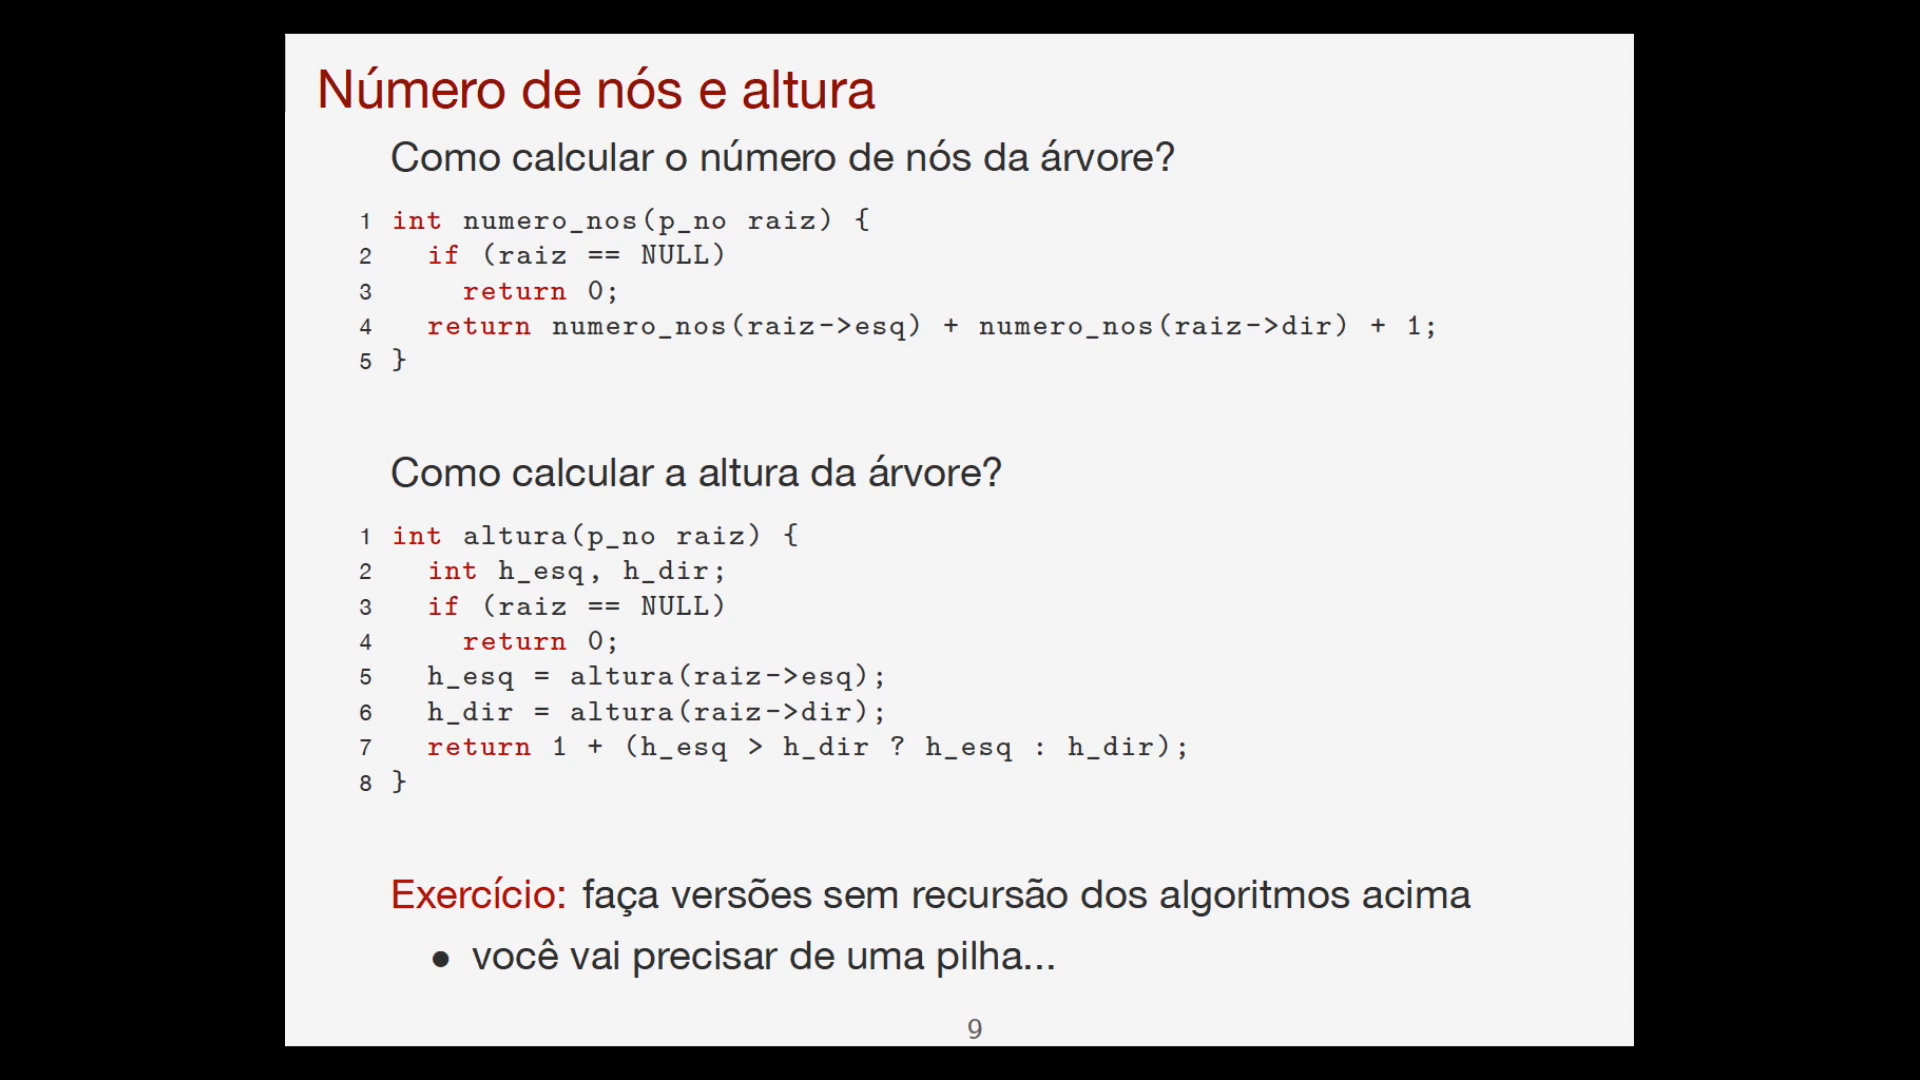 Número de nós e altura
Como calcular o número de nós da árvore?
1 int numero_nos(p_no raiz) {
2   if (raiz == NULL)
3     return 0;
4   return numero_nos(raiz->esq) + numero_nos(raiz->dir) + 1;
5 }
Como calcular a altura da árvore?
1 int altura(p_no raiz) {
2   int h_esq, h_dir;
3   if (raiz == NULL)
4     return 0;
5   h_esq = altura(raiz->esq);
6   h_dir = altura(raiz->dir);
7   return 1 + (h_esq > h_dir ? h_esq : h_dir);
8 }
Exercício: faça versões sem recursão dos algoritmos acima
● você vai precisar de uma pilha...
9